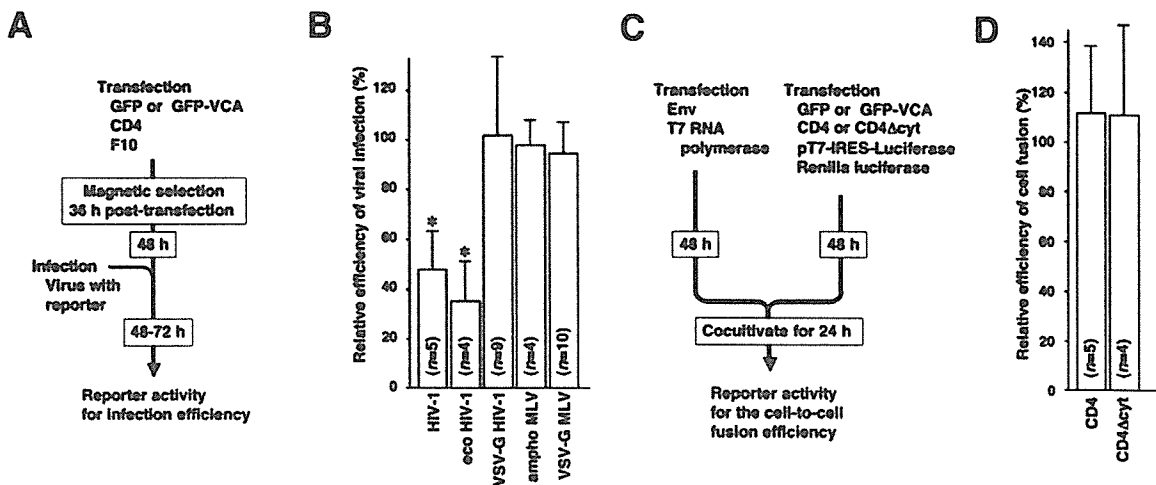 A
Transfection
GFP or GFP-VCA
CD4
F10
Magnetic selection
36 h post-transfection
48 h
Infection
Virus with
reporter
48-72 h
Reporter activity
for infection efficiency
B
Relative efficiency of viral infection (%)
120
100
80
60
40
20
0
*
*
(n=5)
(n=4)
(n=9)
(n=4)
(n=10)
HIV-1
eco HIV-1
VSV-G HIV-1
ampho MLV
VSV-G MLV
C
Transfection
Env
T7 RNA
polymerase
Transfection
GFP or GFP-VCA
CD4 or CD4Δcyt
pT7-IRES-Luciferase
Renilla luciferase
48 h
48 h
Cocultivate for 24 h
Reporter activity
for the cell-to-cell
fusion efficiency
D
Relative efficiency of cell fusion (%)
140
120
100
80
60
40
20
0
(n=5)
(n=4)
CD4
CD4Δcyt